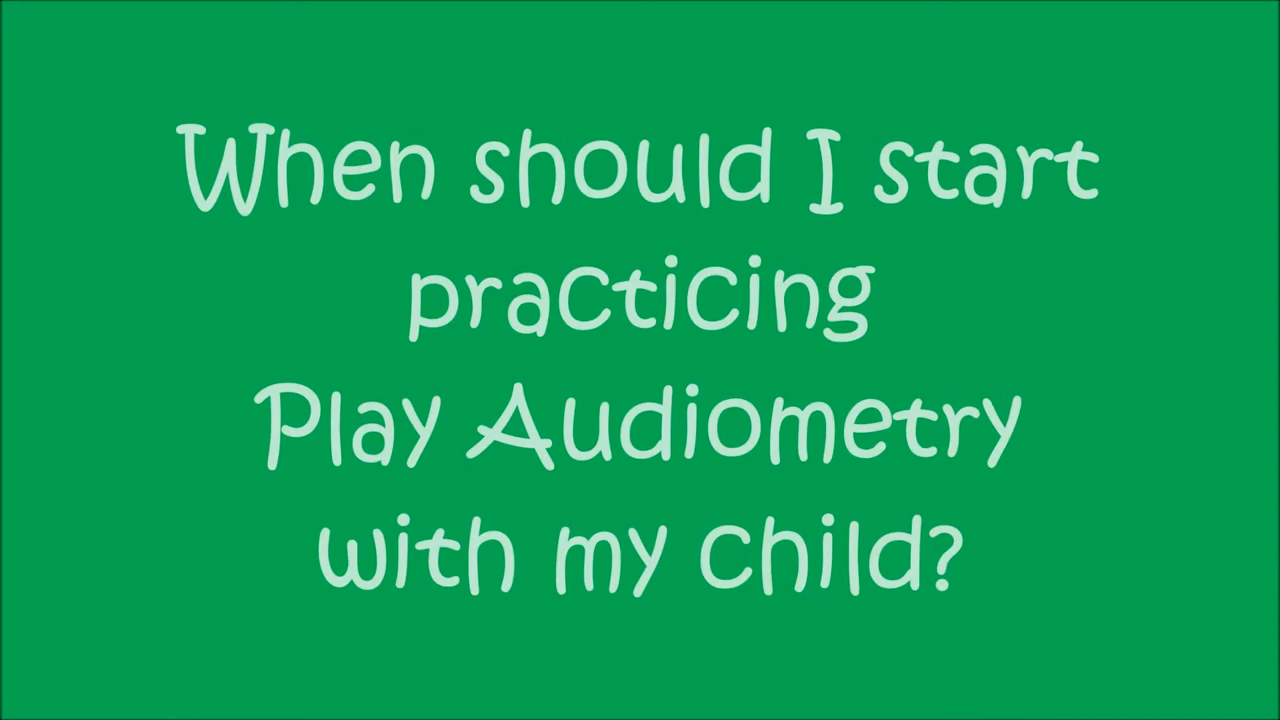 When should I start
practicing
Play Audiometry
with my child?